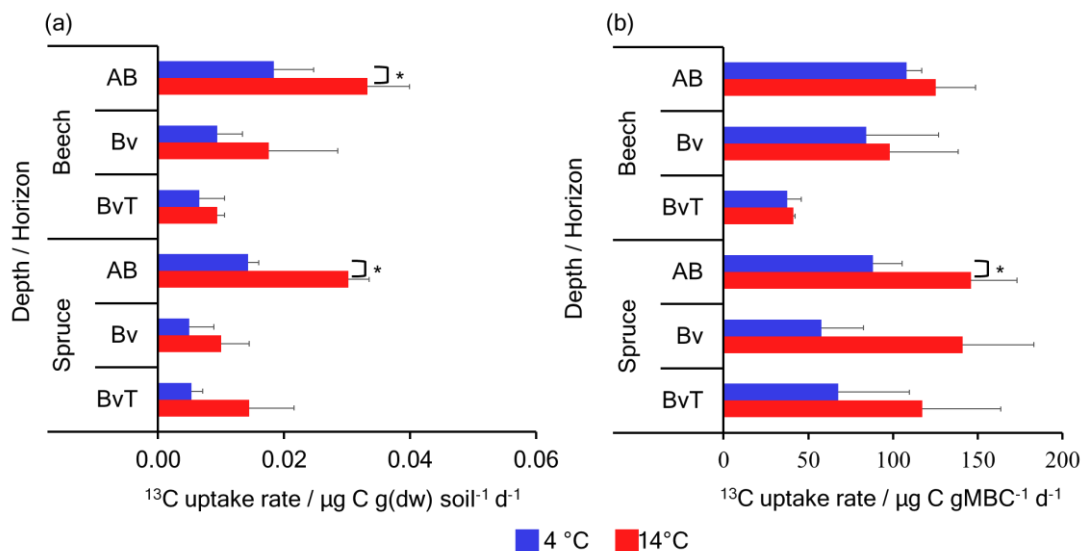 (a)
(b)
Depth / Horizon
Beech
AB
*
Bv
BvT
Spruce
AB
*
Bv
BvT
0.00 0.02 0.04 0.06
¹³C uptake rate / µg C g(dw) soil⁻¹ d⁻¹
Depth / Horizon
Beech
AB
Bv
BvT
Spruce
AB
*
Bv
BvT
0 50 100 150 200
¹³C uptake rate / µg C gMBC⁻¹ d⁻¹
4 °C 14°C